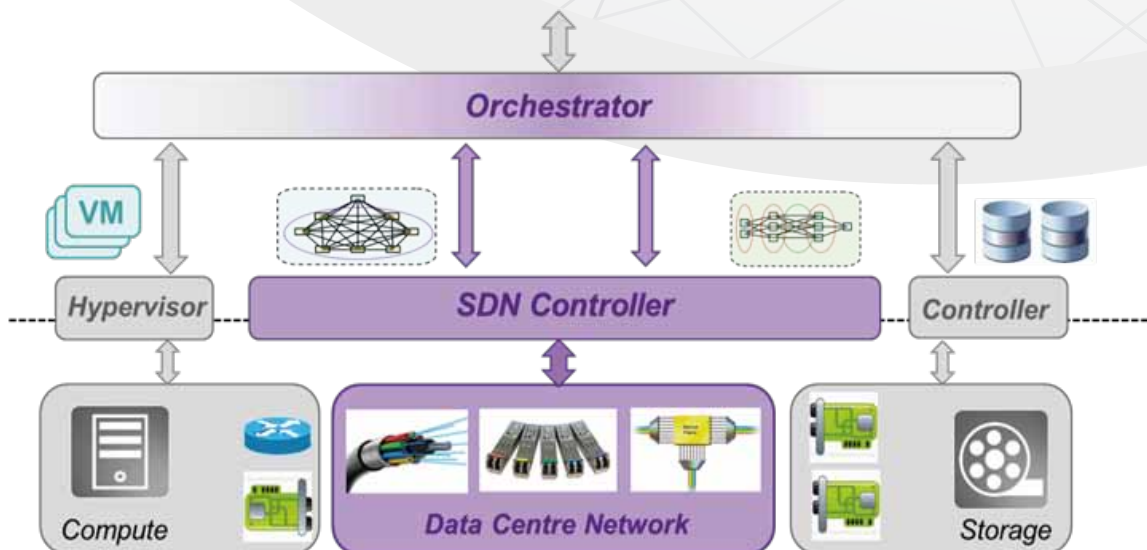 Orchestrator
VM
Hypervisor
SDN Controller
Controller
Compute
Data Centre Network
Storage